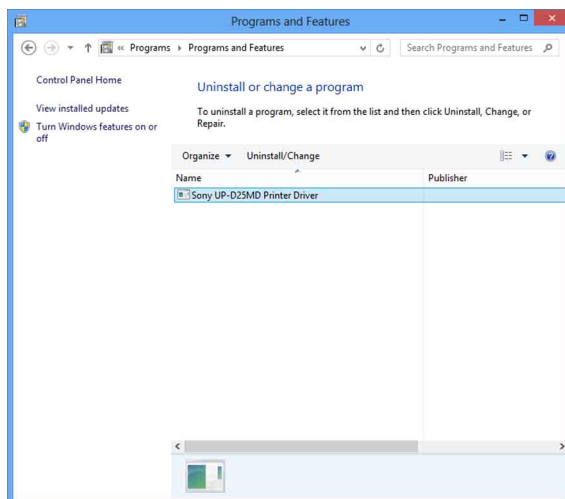 Programs and Features
« Programs Programs and Features
Search Programs and Features
Control Panel Home
View installed updates
Turn Windows features on or
off
Uninstall or change a program
To uninstall a program, select it from the list and then click Uninstall, Change, or
Repair.
Organize Uninstall/Change
Name Publisher
Sony UP-D25MD Printer Driver